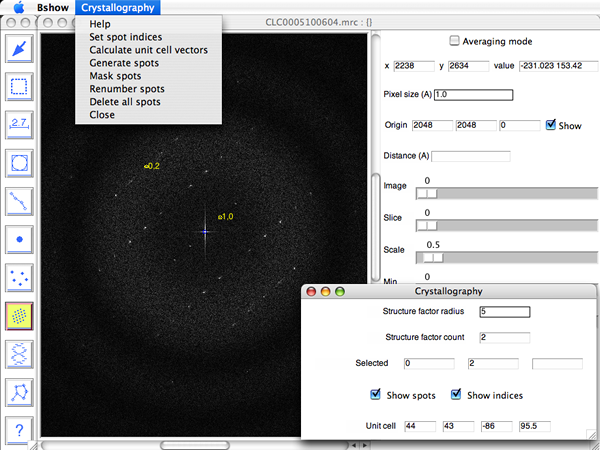 Bshow Crystallography
Help
Set spot indices
Calculate unit cell vectors
Generate spots
Mask spots
Renumber spots
Delete all spots
Close
CLC0005100604.mrc : {}
2.7
?
0,2
1,0
Averaging mode
x 2238 y 2634 value -231.023 153.42
Pixel size (A) 1.0
Origin 2048 2048 0 Show
Distance (A)
0
Image
0
Slice
0.5
Scale
0
Min
Crystallography
Structure factor radius 5
Structure factor count 2
Selected 0 2
Show spots Show indices
Unit cell 44 43 -86 95.5